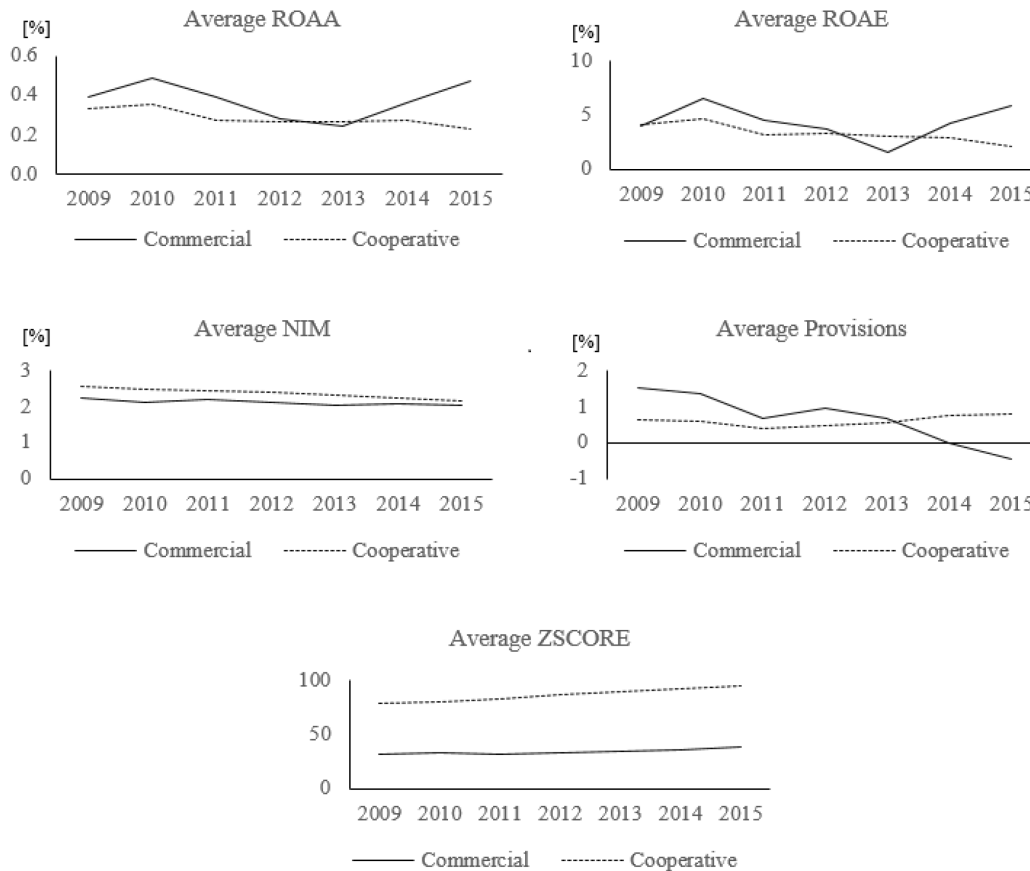 Average ROAA
[%]
0.6
0.4
0.2
0.0
2009 2010 2011 2012 2013 2014 2015
Commercial Cooperative
Average ROAE
[%]
10
5
0
2009 2010 2011 2012 2013 2014 2015
Commercial Cooperative
Average NIM
[%]
3
2
1
0
2009 2010 2011 2012 2013 2014 2015
Commercial Cooperative
Average Provisions
[%]
2
1
0
-1
2009 2010 2011 2012 2013 2014 2015
Commercial Cooperative
Average ZSCORE
100
50
0
2009 2010 2011 2012 2013 2014 2015
Commercial Cooperative